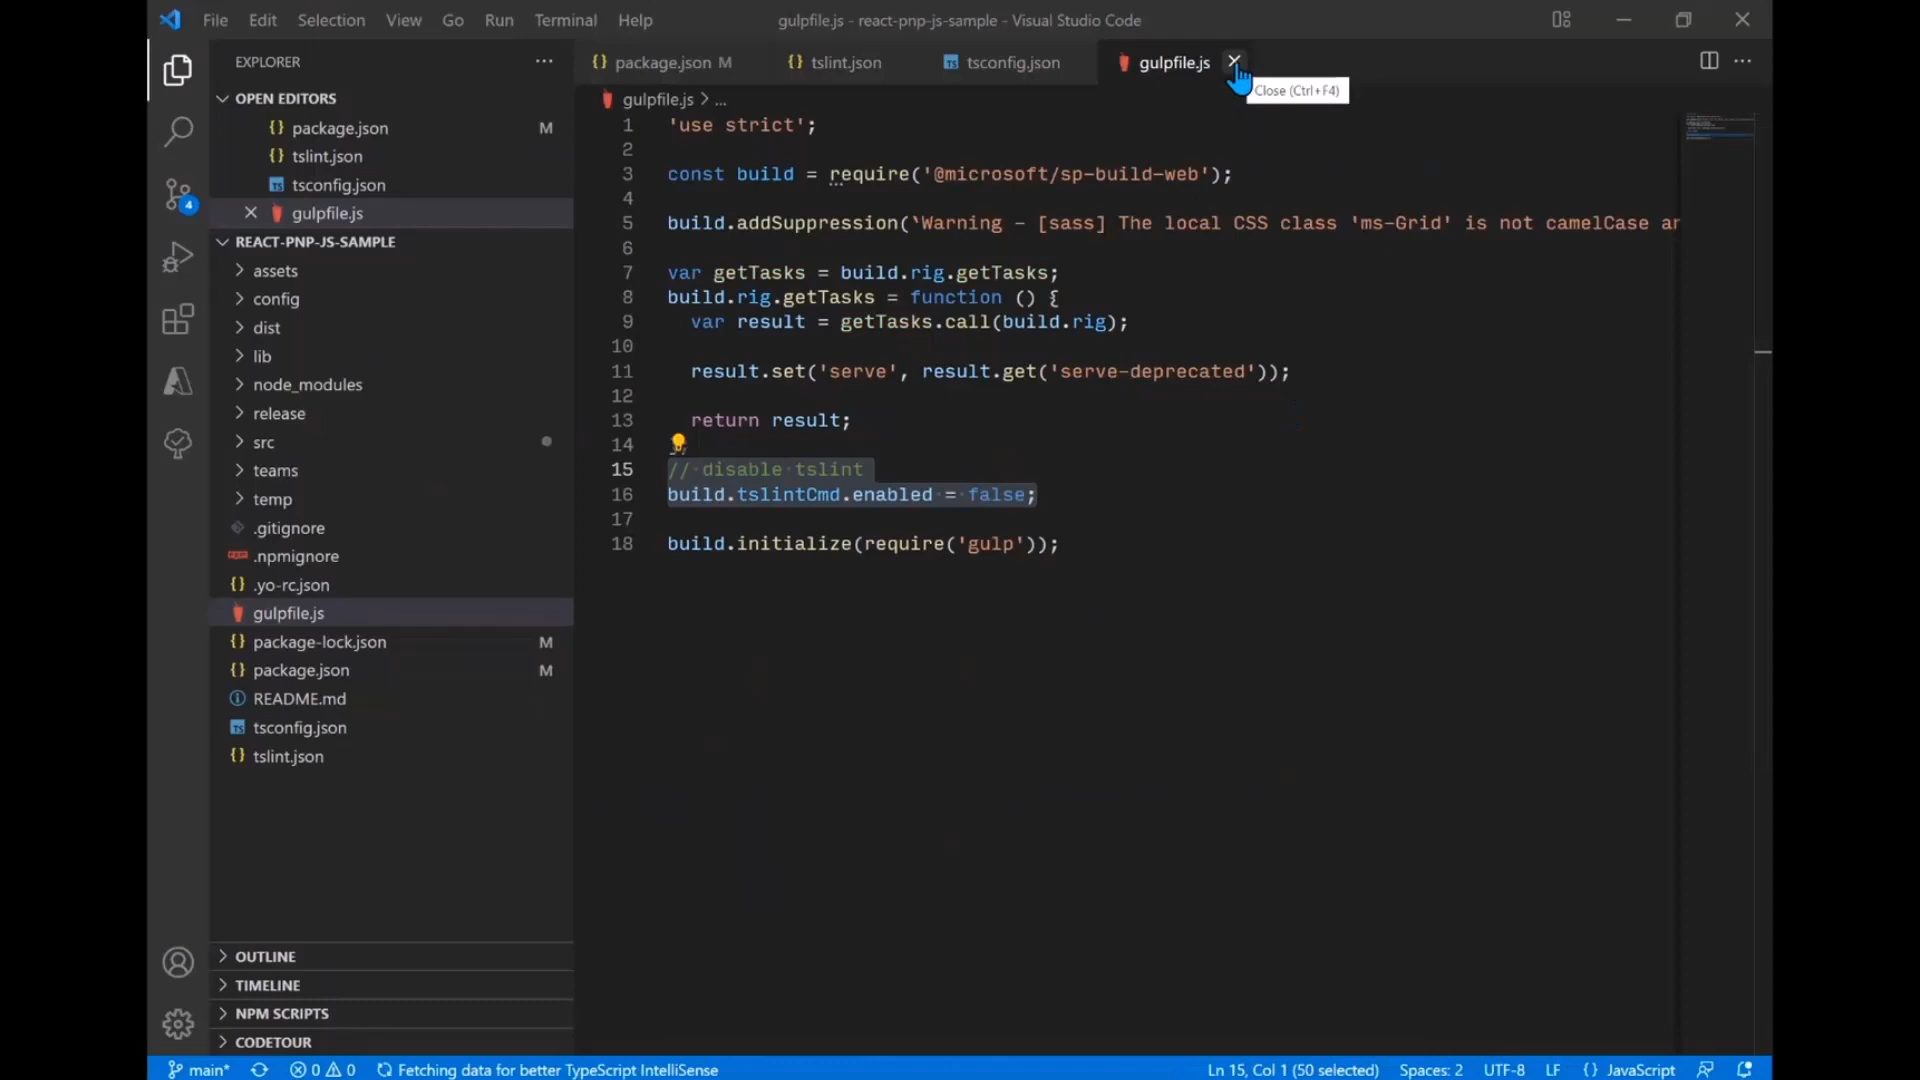 File Edit Selection View Go Run Terminal Help
gulpfile.js - react-pnp-js-sample - Visual Studio Code
EXPLORER
OPEN EDITORS
package.json M
tslint.json
tsconfig.json
gulpfile.js
REACT-PNP-JS-SAMPLE
assets
config
dist
lib
node_modules
release
src
teams
temp
.gitignore
.npmignore
.yo-rc.json
gulpfile.js
package-lock.json M
package.json M
README.md
tsconfig.json
tslint.json
OUTLINE
TIMELINE
NPM SCRIPTS
CODETOUR
4
package.json M tslint.json tsconfig.json gulpfile.js
Close (Ctrl+F4)
gulpfile.js > ...
1 'use strict';
2
3 const build = require('@microsoft/sp-build-web');
4
5 build.addSuppression(`Warning - [sass] The local CSS class 'ms-Grid' is not camelCase an
6
7 var getTasks = build.rig.getTasks;
8 build.rig.getTasks = function () {
9 var result = getTasks.call(build.rig);
10
11 result.set('serve', result.get('serve-deprecated'));
12
13 return result;
14
15 // disable tslint
16 build.tslintCmd.enabled = false;
17
18 build.initialize(require('gulp'));
main* 0 0 Fetching data for better TypeScript IntelliSense
Ln 15, Col 1 (50 selected) Spaces: 2 UTF-8 LF {} JavaScript